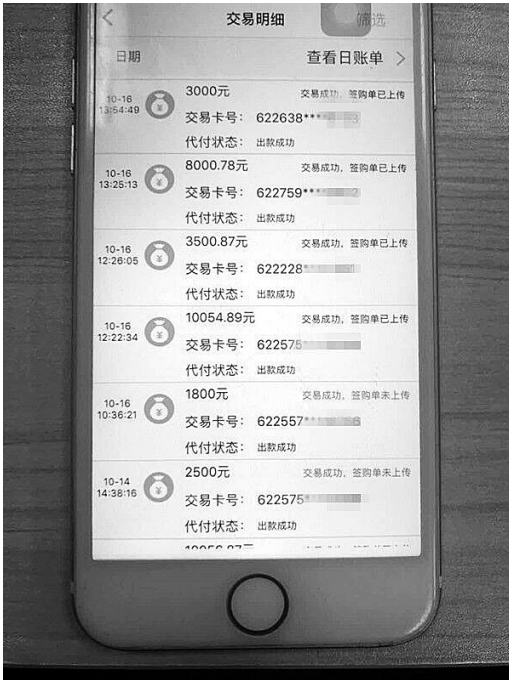 交易明细
筛选
日期
查看日账单
10-16
13:54:49
3000元
交易成功，签购单已上传
交易卡号： 622638***
代付状态： 出款成功
10-16
13:25:13
8000.78元
交易成功，签购单已上传
交易卡号： 622759**
代付状态： 出款成功
10-16
12:26:05
3500.87元
交易成功，签购单已上传
交易卡号： 622228*
代付状态： 出款成功
10-16
12:22:34
10054.89元
交易成功，签购单已上传
交易卡号： 622575
代付状态： 出款成功
10-16
10:36:21
1800元
交易成功，签购单未上传
交易卡号： 622557*
代付状态： 出款成功
10-14
14:38:16
2500元
交易成功，签购单未上传
交易卡号： 622575*
代付状态： 出款成功